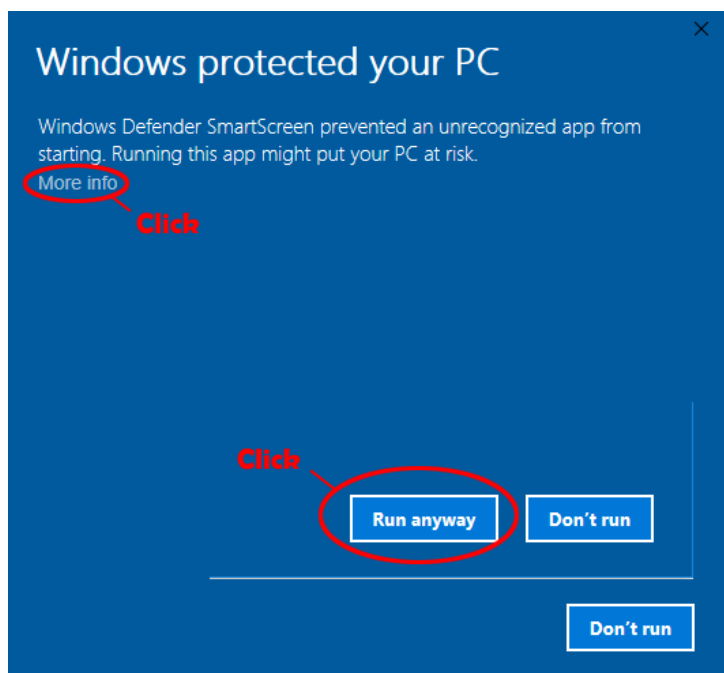 Windows protected your PC
Windows Defender SmartScreen prevented an unrecognized app from
starting. Running this app might put your PC at risk.
More info
Click
Click
Run anyway
Don't run
Don't run